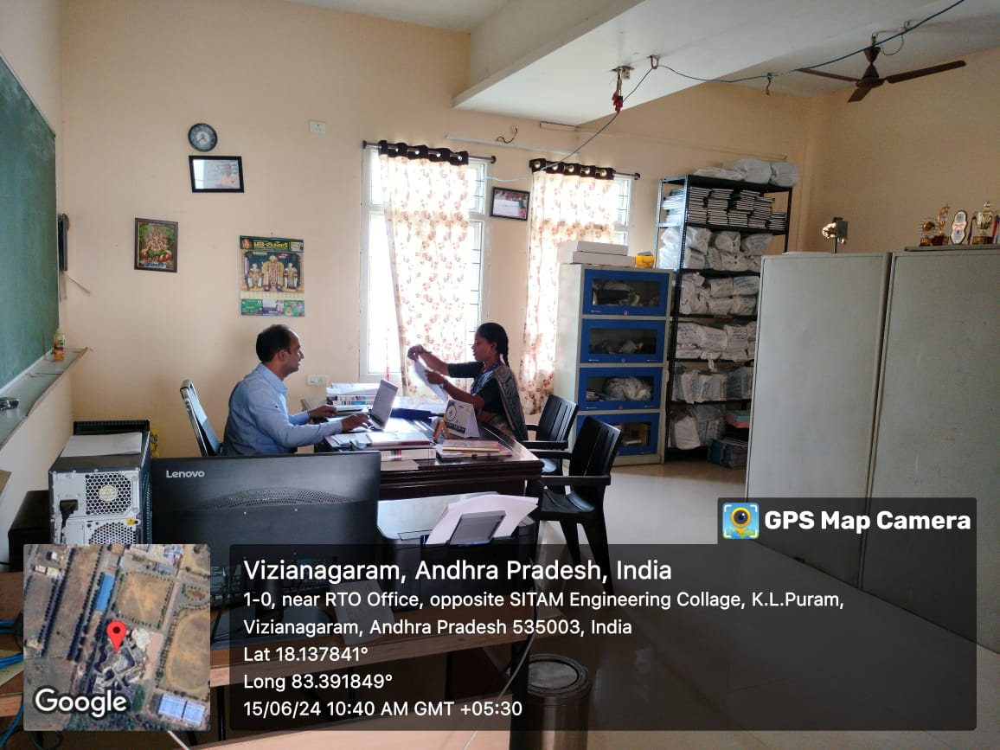 Lenovo
GPS Map Camera
Vizianagaram, Andhra Pradesh, India
1-0, near RTO Office, opposite SITAM Engineering Collage, K.L.Puram,
Vizianagaram, Andhra Pradesh 535003, India
Lat 18.137841°
Long 83.391849°
15/06/24 10:40 AM GMT +05:30
Google